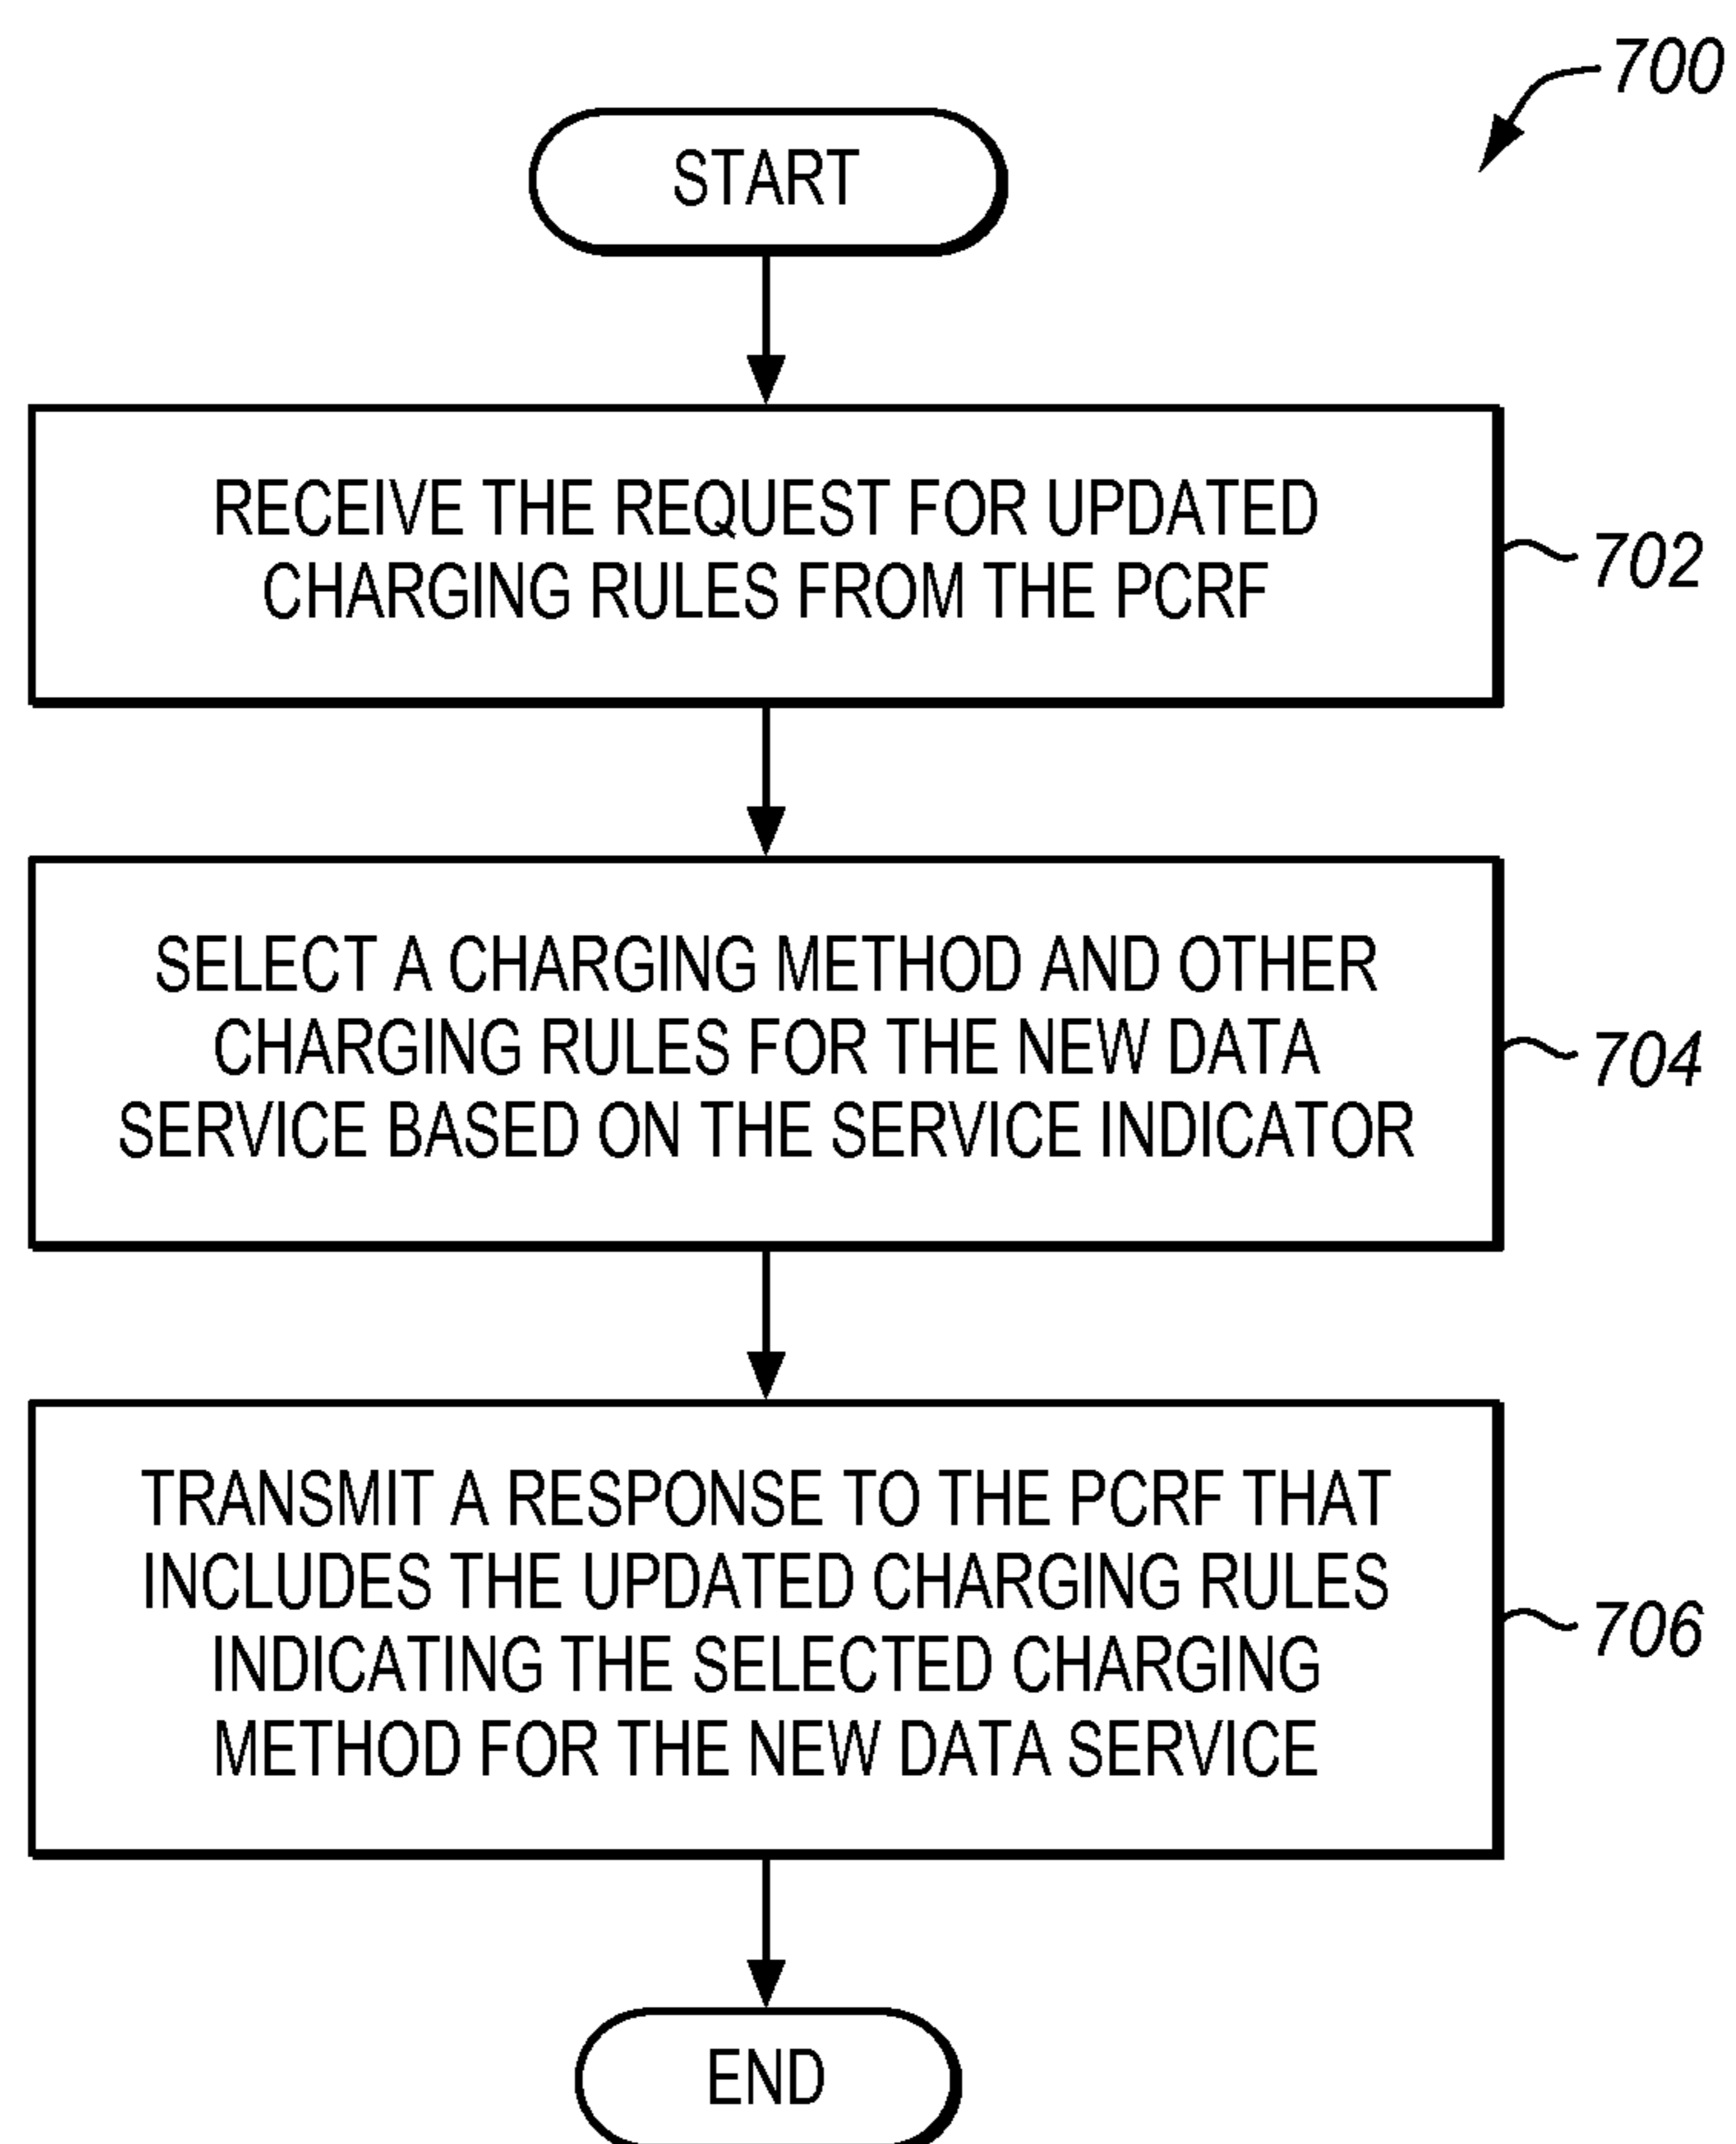 700
START
RECEIVE THE REQUEST FOR UPDATED
CHARGING RULES FROM THE PCRF
702
SELECT A CHARGING METHOD AND OTHER
CHARGING RULES FOR THE NEW DATA
SERVICE BASED ON THE SERVICE INDICATOR
704
TRANSMIT A RESPONSE TO THE PCRF THAT
INCLUDES THE UPDATED CHARGING RULES
INDICATING THE SELECTED CHARGING
METHOD FOR THE NEW DATA SERVICE
706
END